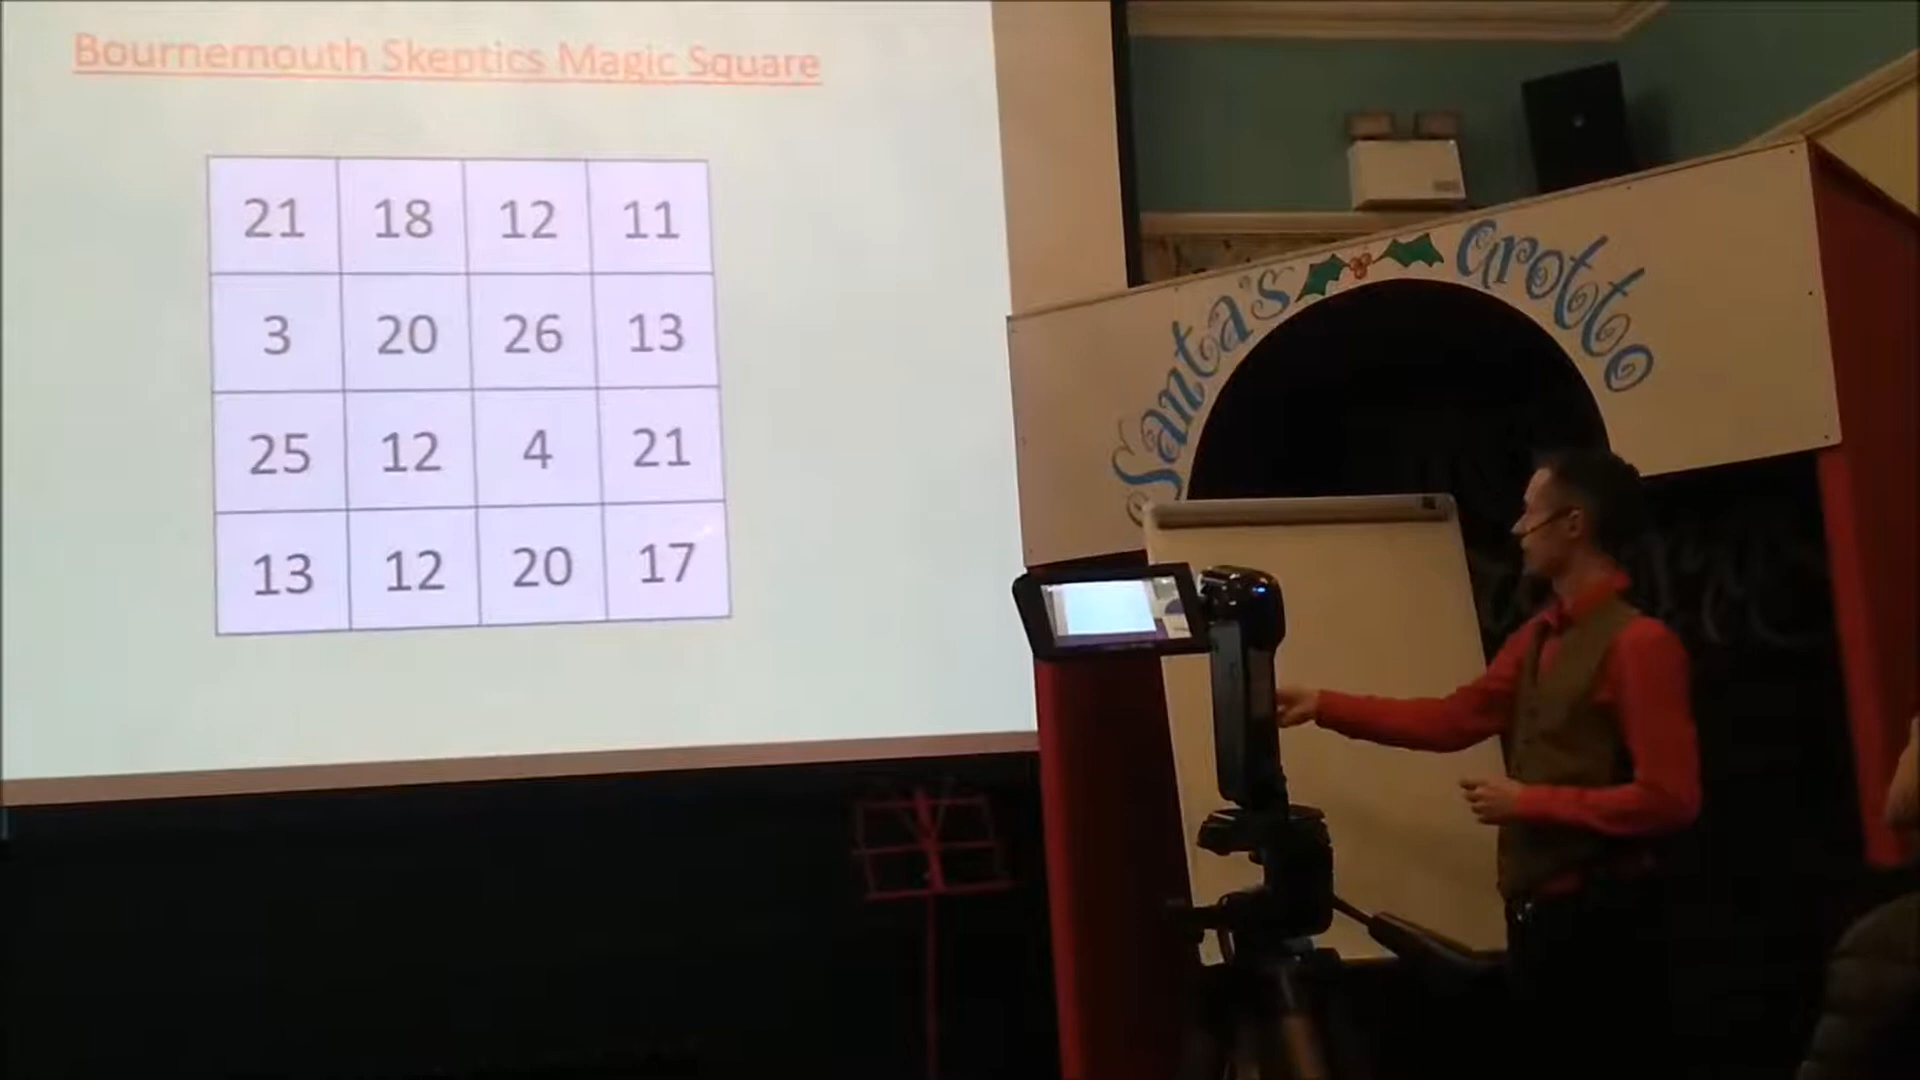 Bournemouth Skeptics Magic Square
21 18 12 11
3 20 26 13
25 12 4 21
13 12 20 17
Santa's Grotto